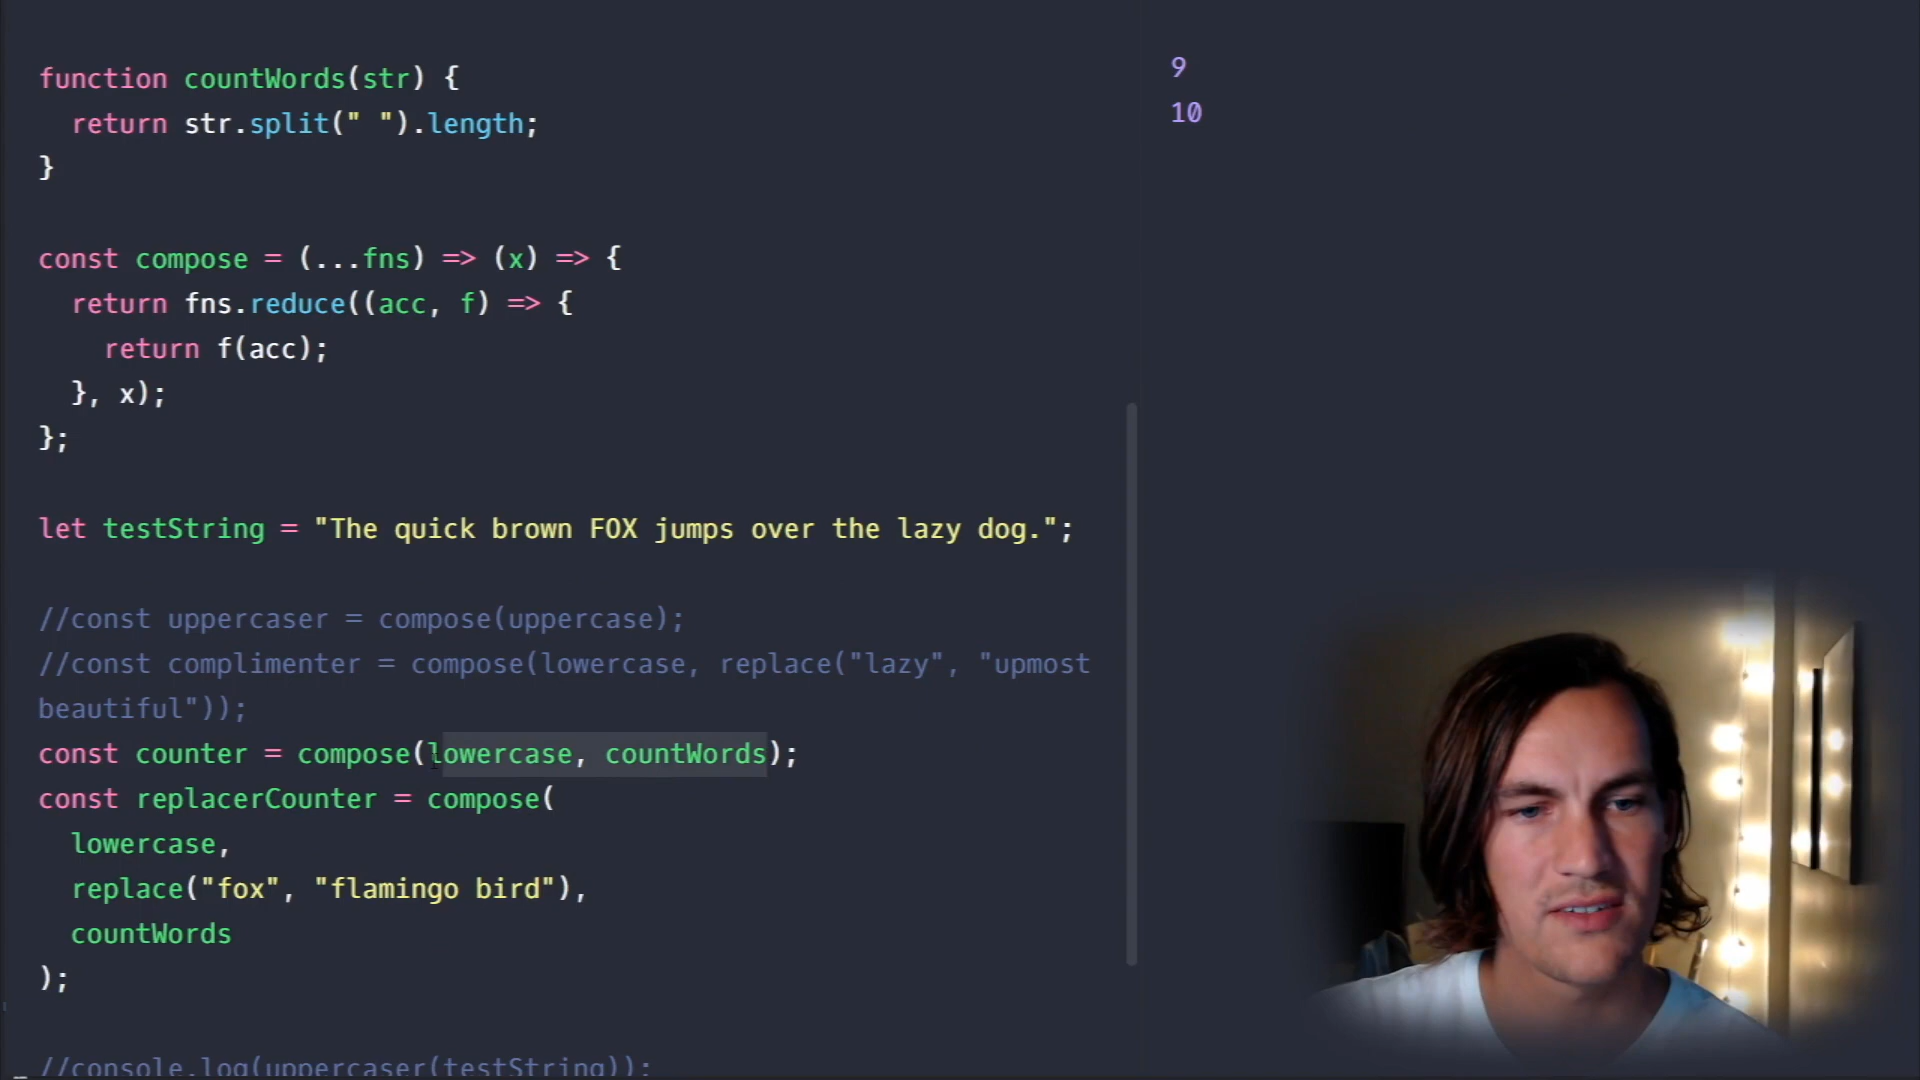 function countWords(str) {
  return str.split(" ").length;
}
const compose = (...fns) => (x) => {
  return fns.reduce((acc, f) => {
    return f(acc);
  }, x);
};
let testString = "The quick brown FOX jumps over the lazy dog.";
//const uppercaser = compose(uppercase);
//const complimenter = compose(lowercase, replace("lazy", "upmost
beautiful"));
const counter = compose(lowercase, countWords);
const replacerCounter = compose(
  lowercase,
  replace("fox", "flamingo bird"),
  countWords
);
//console.log(uppercaser(testString));
9
10